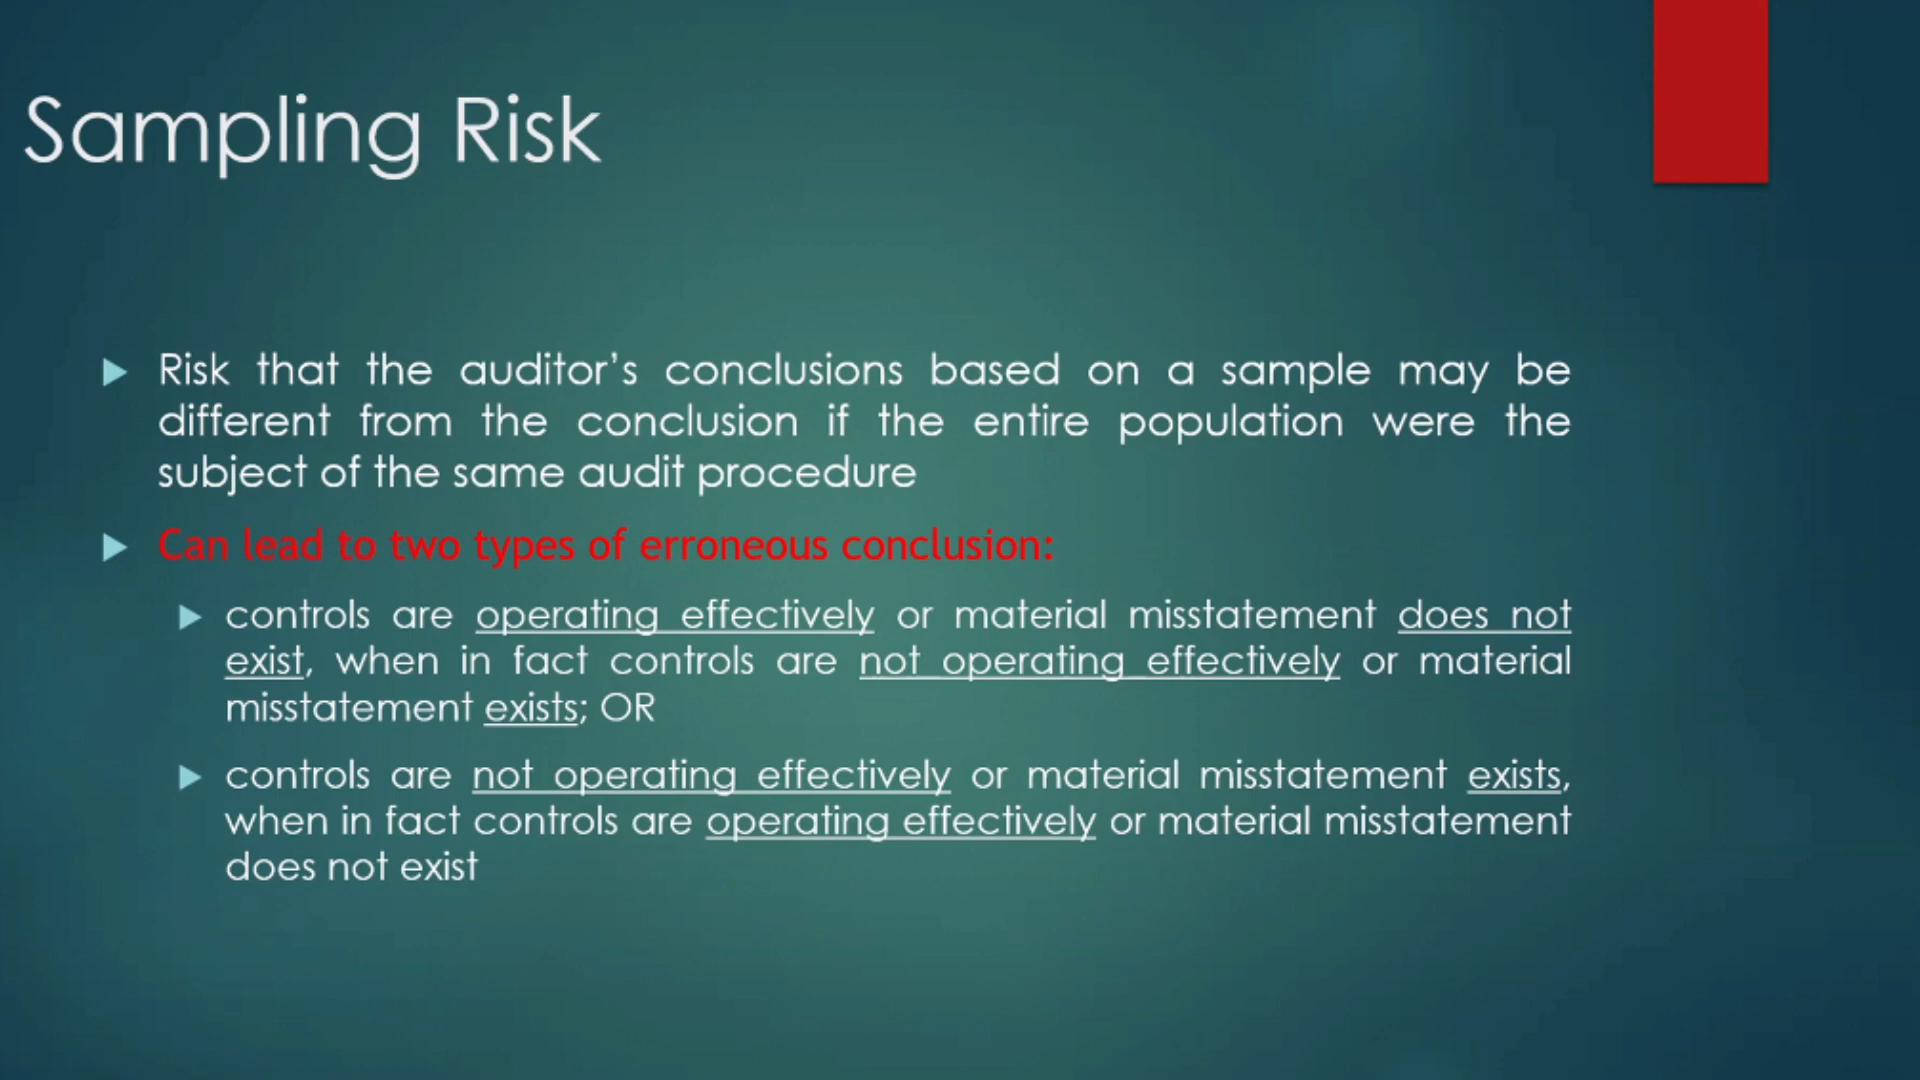 Sampling Risk
Risk that the auditor’s conclusions based on a sample may be
different from the conclusion if the entire population were the
subject of the same audit procedure
Can lead to two types of erroneous conclusion:
controls are operating effectively or material misstatement does not
exist, when in fact controls are not operating effectively or material
misstatement exists; OR
controls are not operating effectively or material misstatement exists,
when in fact controls are operating effectively or material misstatement
does not exist